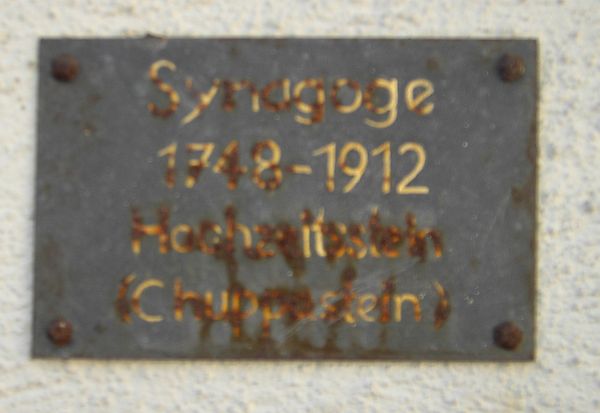 Synagoge
1748-1912
Hochzeitsstein
(Chuppastein)